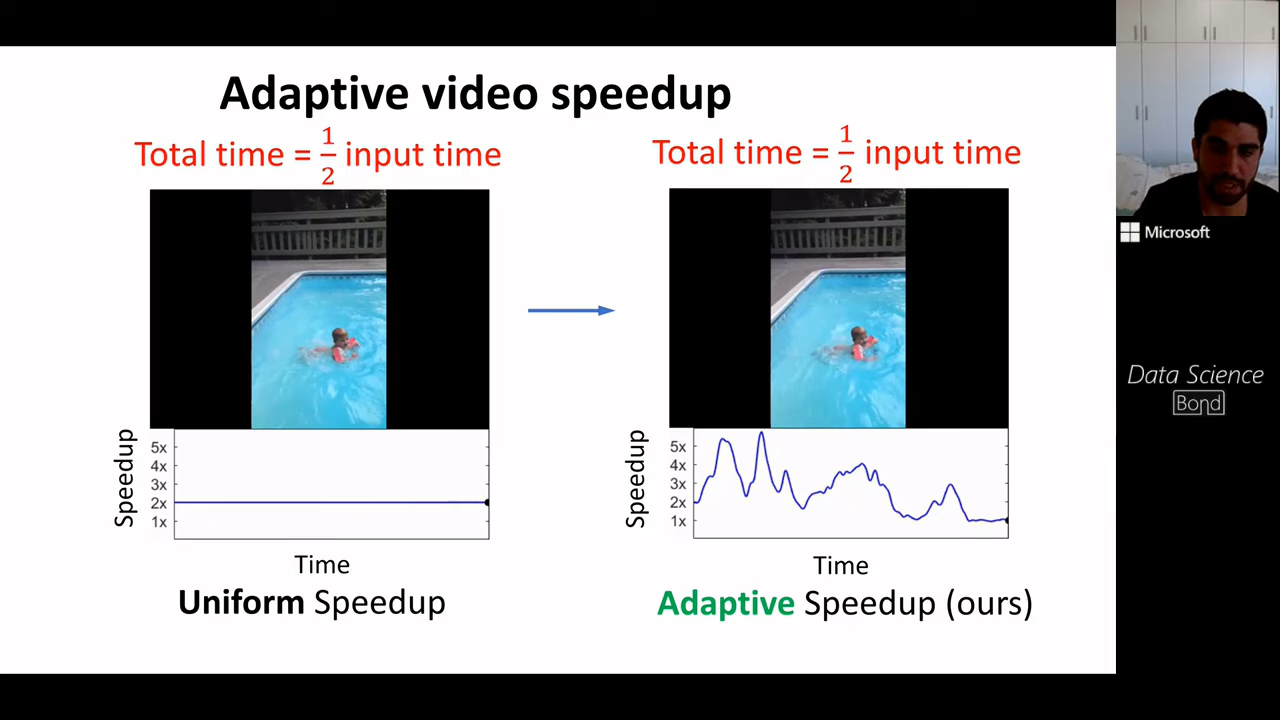 Adaptive video speedup
Total time = 1/2 input time
Total time = 1/2 input time
Speedup
5x
4x
3x
2x
1x
Time
Uniform Speedup
Speedup
5x
4x
3x
2x
1x
Time
Adaptive Speedup (ours)
Microsoft
Data Science
Bond